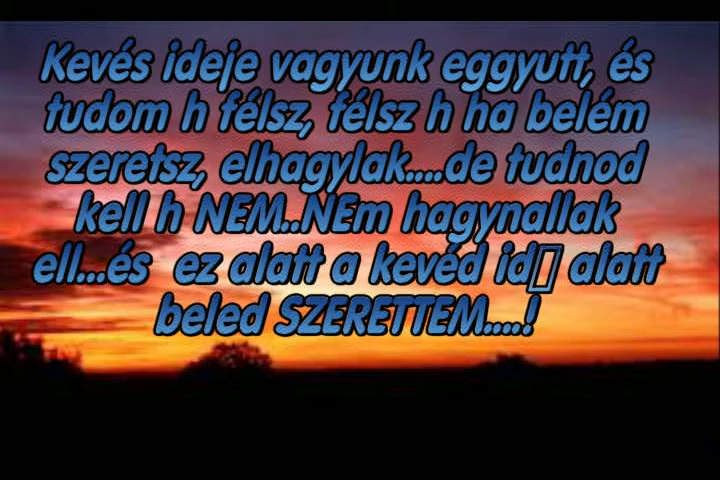 Kevés ideje vagyunk eggyutt, és
tudom h félsz, félsz h ha belém
szeretsz, elhagylak....de tudnod
kell h NEM..NEm hagynallak
ell...és ez alatt a kevéd id▯ alatt
beled SZERETTEM....!